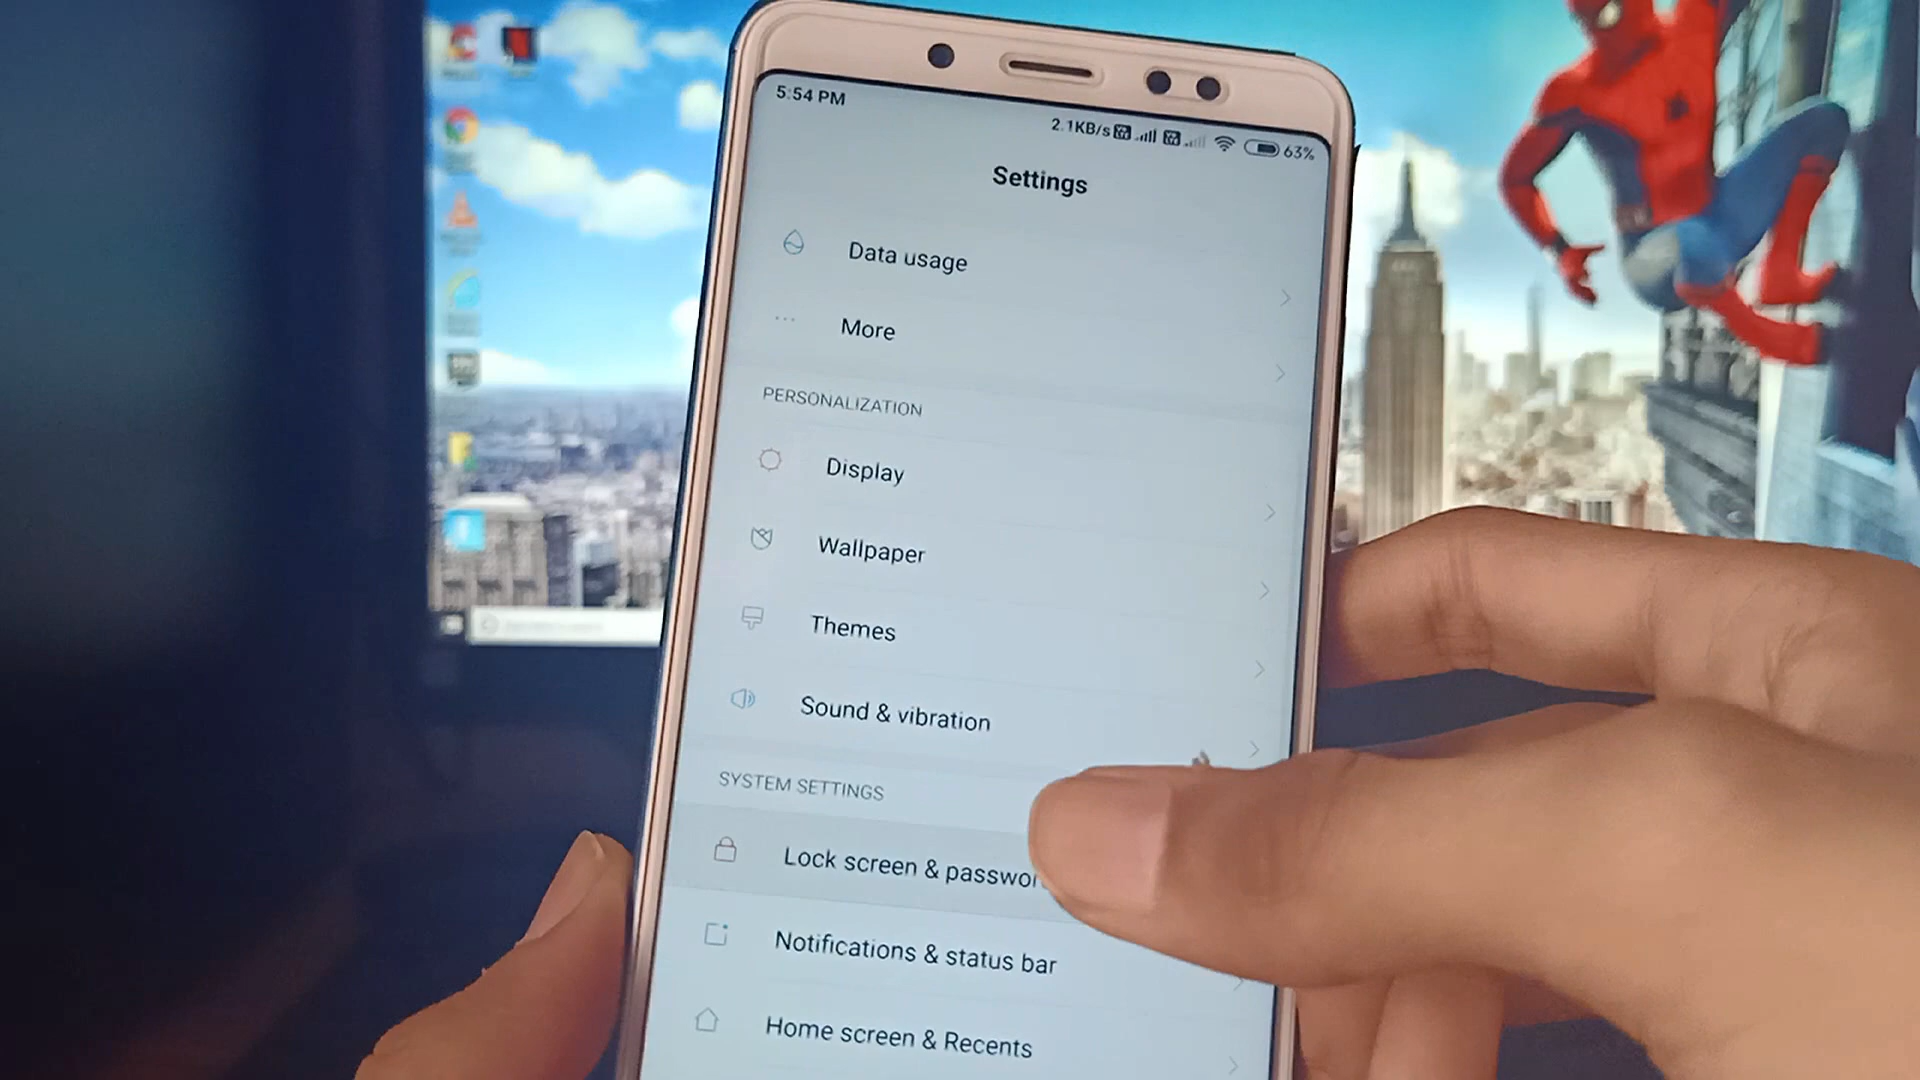 5:54 PM
2.1KB/s 63%
Settings
Data usage
More
PERSONALIZATION
Display
Wallpaper
Themes
Sound & vibration
SYSTEM SETTINGS
Lock screen & passwor
Notifications & status bar
Home screen & Recents